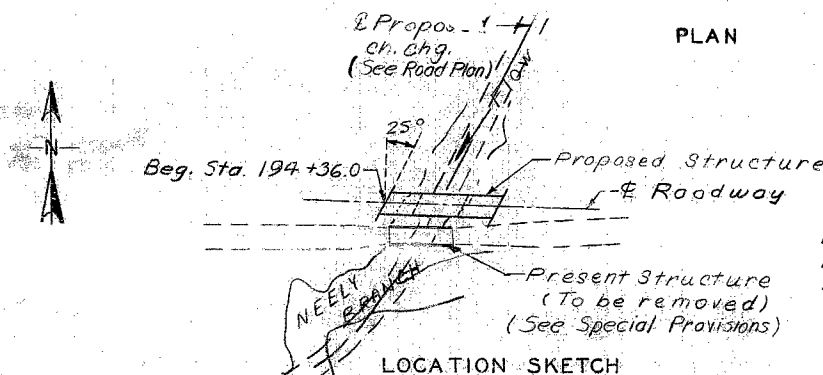 ℄ Propos
ch. chg.
(See Road Plan)
PLAN
N
25°
Beg. Sta. 194+36.0
Proposed Structure
℄ Roadway
Present Structure
(To be removed)
(See Special Provisions)
NEELY
BRANCH
LOCATION SKETCH